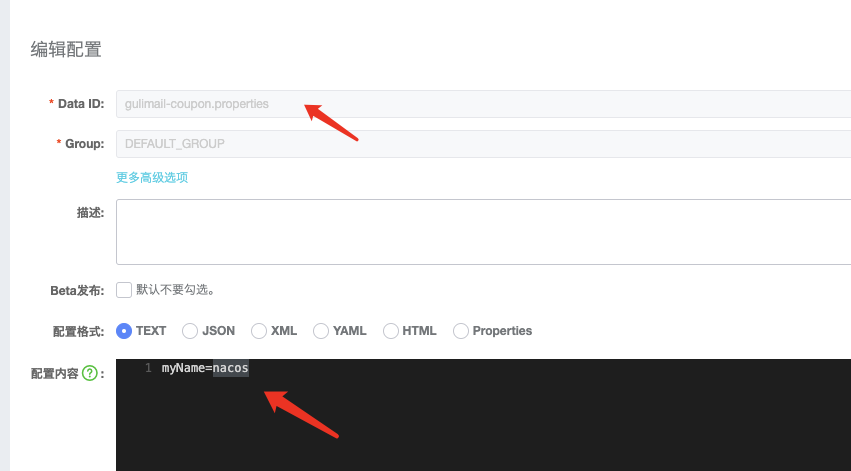 编辑配置
* Data ID: gulimail-coupon.properties
* Group: DEFAULT_GROUP
更多高级选项
描述:
Beta发布: 默认不要勾选。
配置格式: TEXT JSON XML YAML HTML Properties
配置内容 ? : 1 myName=nacos